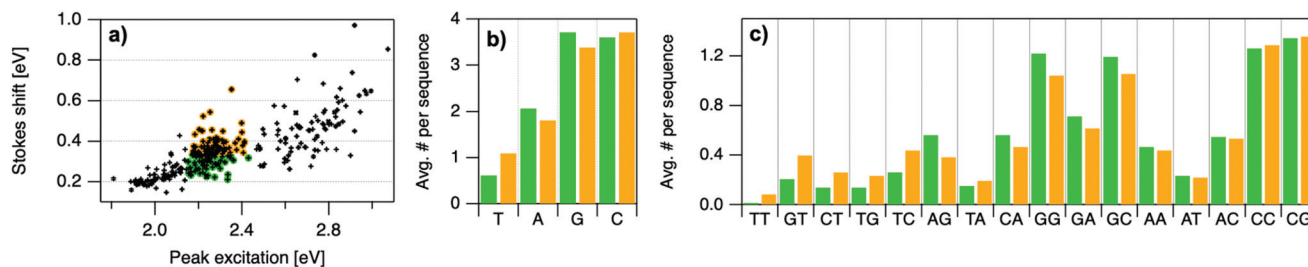 a)
Stokes shift [eV]
1.0
0.8
0.6
0.4
0.2
2.0 2.4 2.8
Peak excitation [eV]
b)
Avg. # per sequence
4
3
2
1
0
T A G C
c)
Avg. # per sequence
1.2
0.8
0.4
0.0
TT GT CT TG TC AG TA CA GG GA GC AA AT AC CC CG